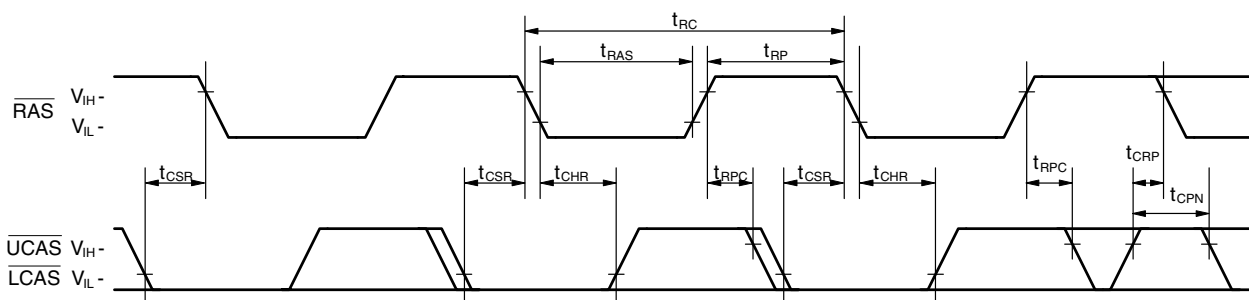 tRC
tRAS
tRP
RAS
VIH -
VIL -
tCSR
tCSR
tCHR
tRPC
tCSR
tCHR
tRPC
tCRP
tCPN
UCAS VIH -
LCAS VIL -